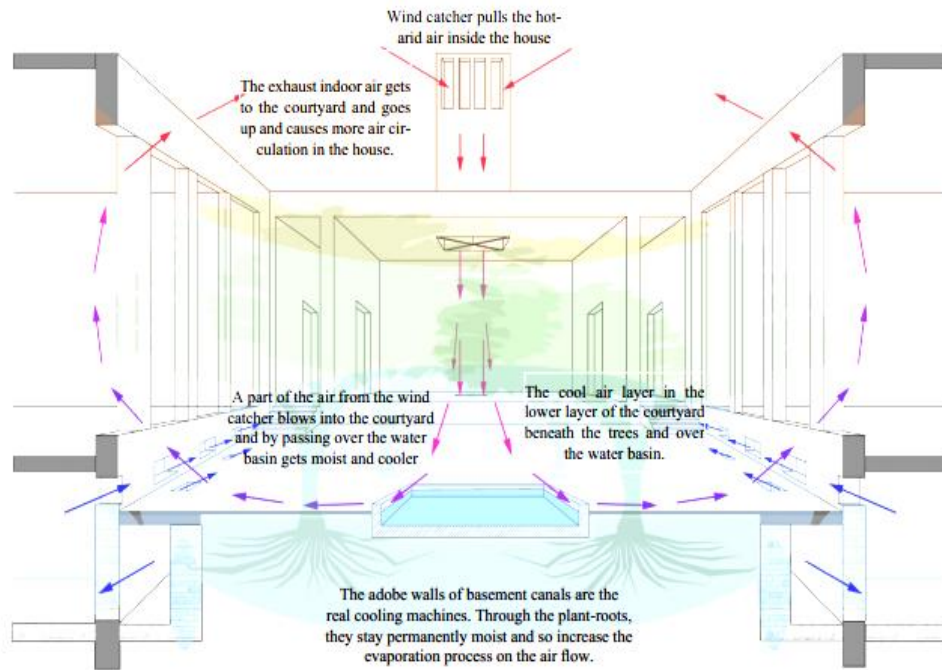 Wind catcher pulls the hot-
arid air inside the house
The exhaust indoor air gets
to the courtyard and goes
up and causes more air cir-
culation in the house.
A part of the air from the wind
catcher blows into the courtyard
and by passing over the water
basin gets moist and cooler
The cool air layer in the
lower layer of the courtyard
beneath the trees and over
the water basin.
The adobe walls of basement canals are the
real cooling machines. Through the plant-roots,
they stay permanently moist and so increase the
evaporation process on the air flow.